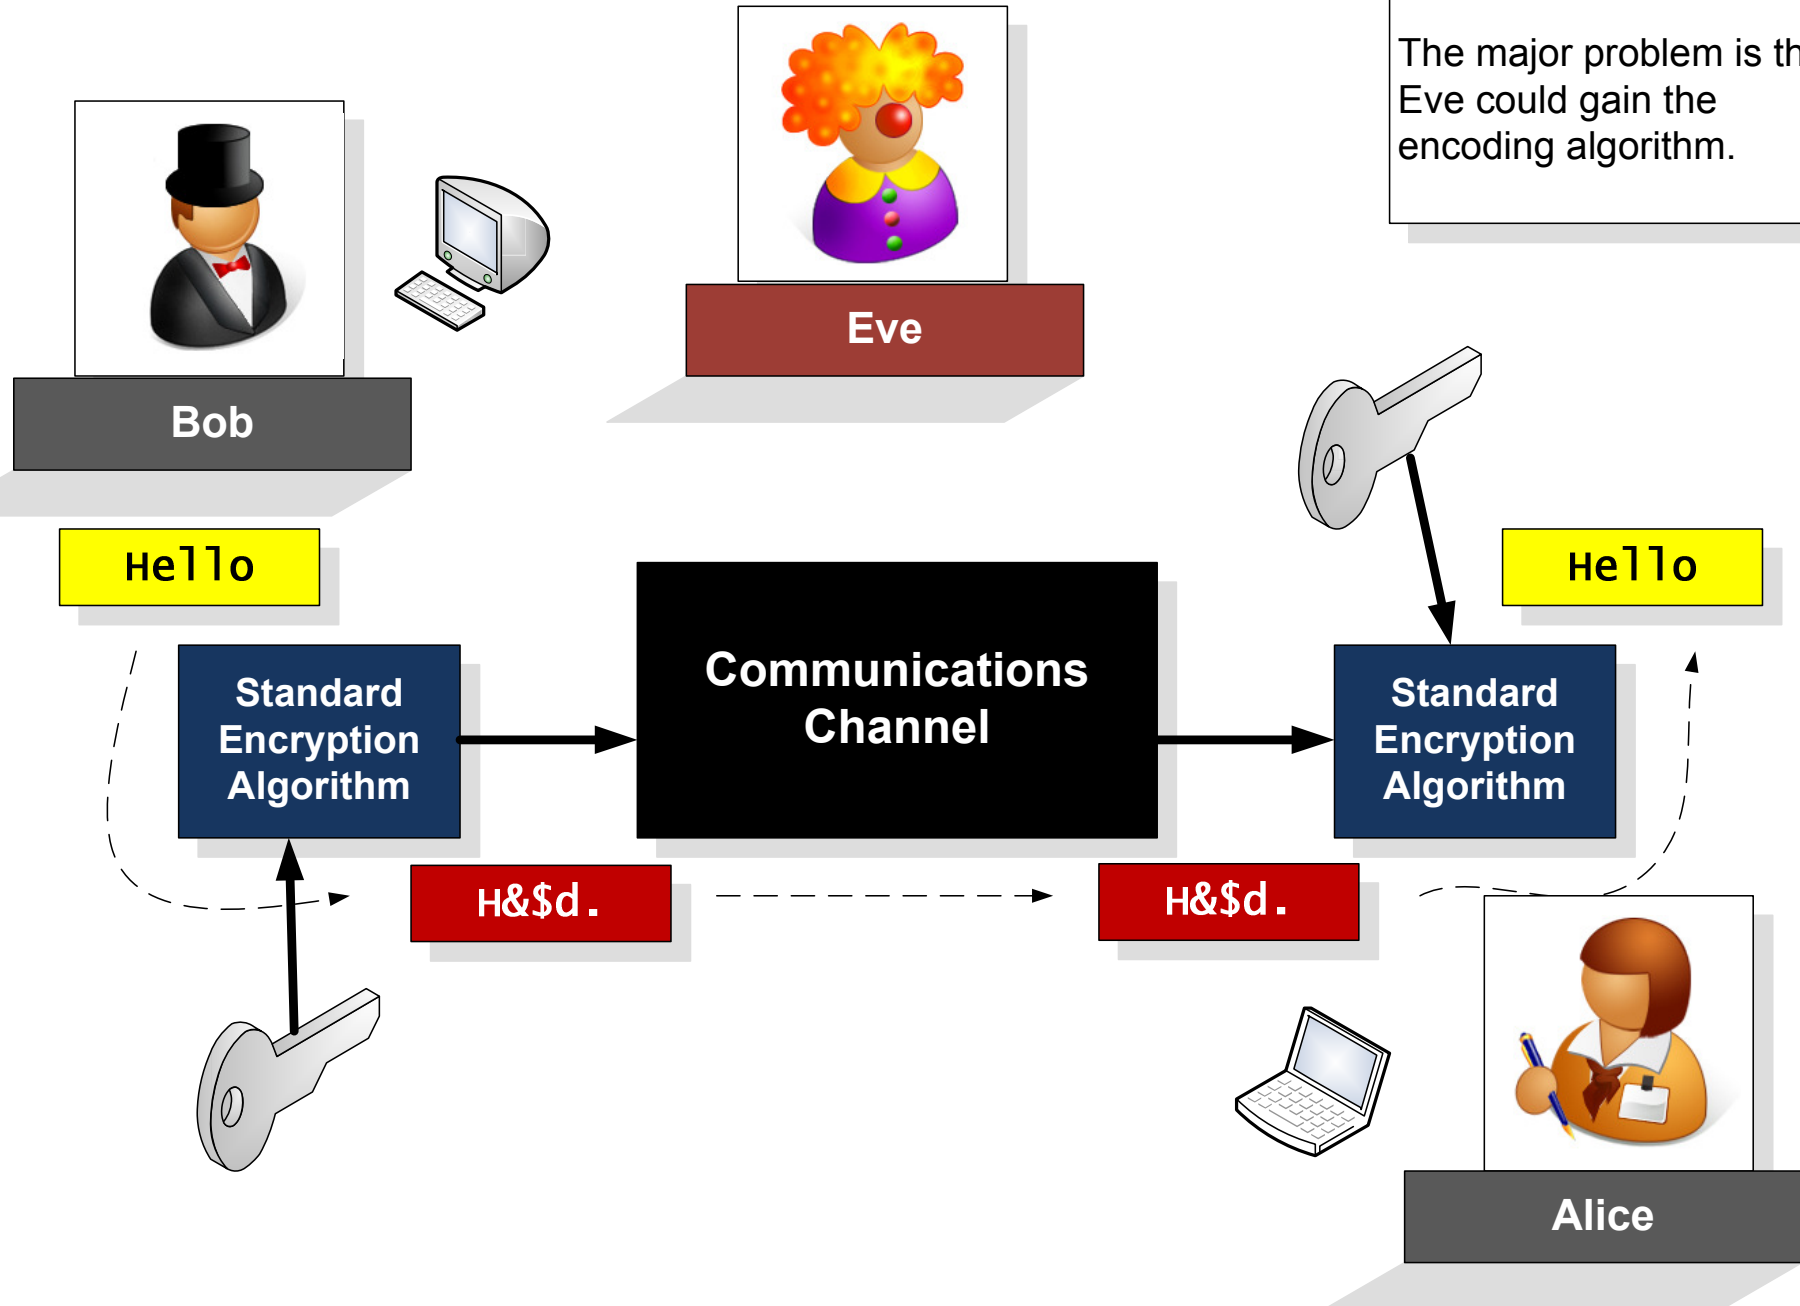 The major problem is th
Eve could gain the
encoding algorithm.
Eve
Bob
Hello
Hello
Communications
Channel
Standard
Encryption
Algorithm
Standard
Encryption
Algorithm
H&$d.
H&$d.
Alice